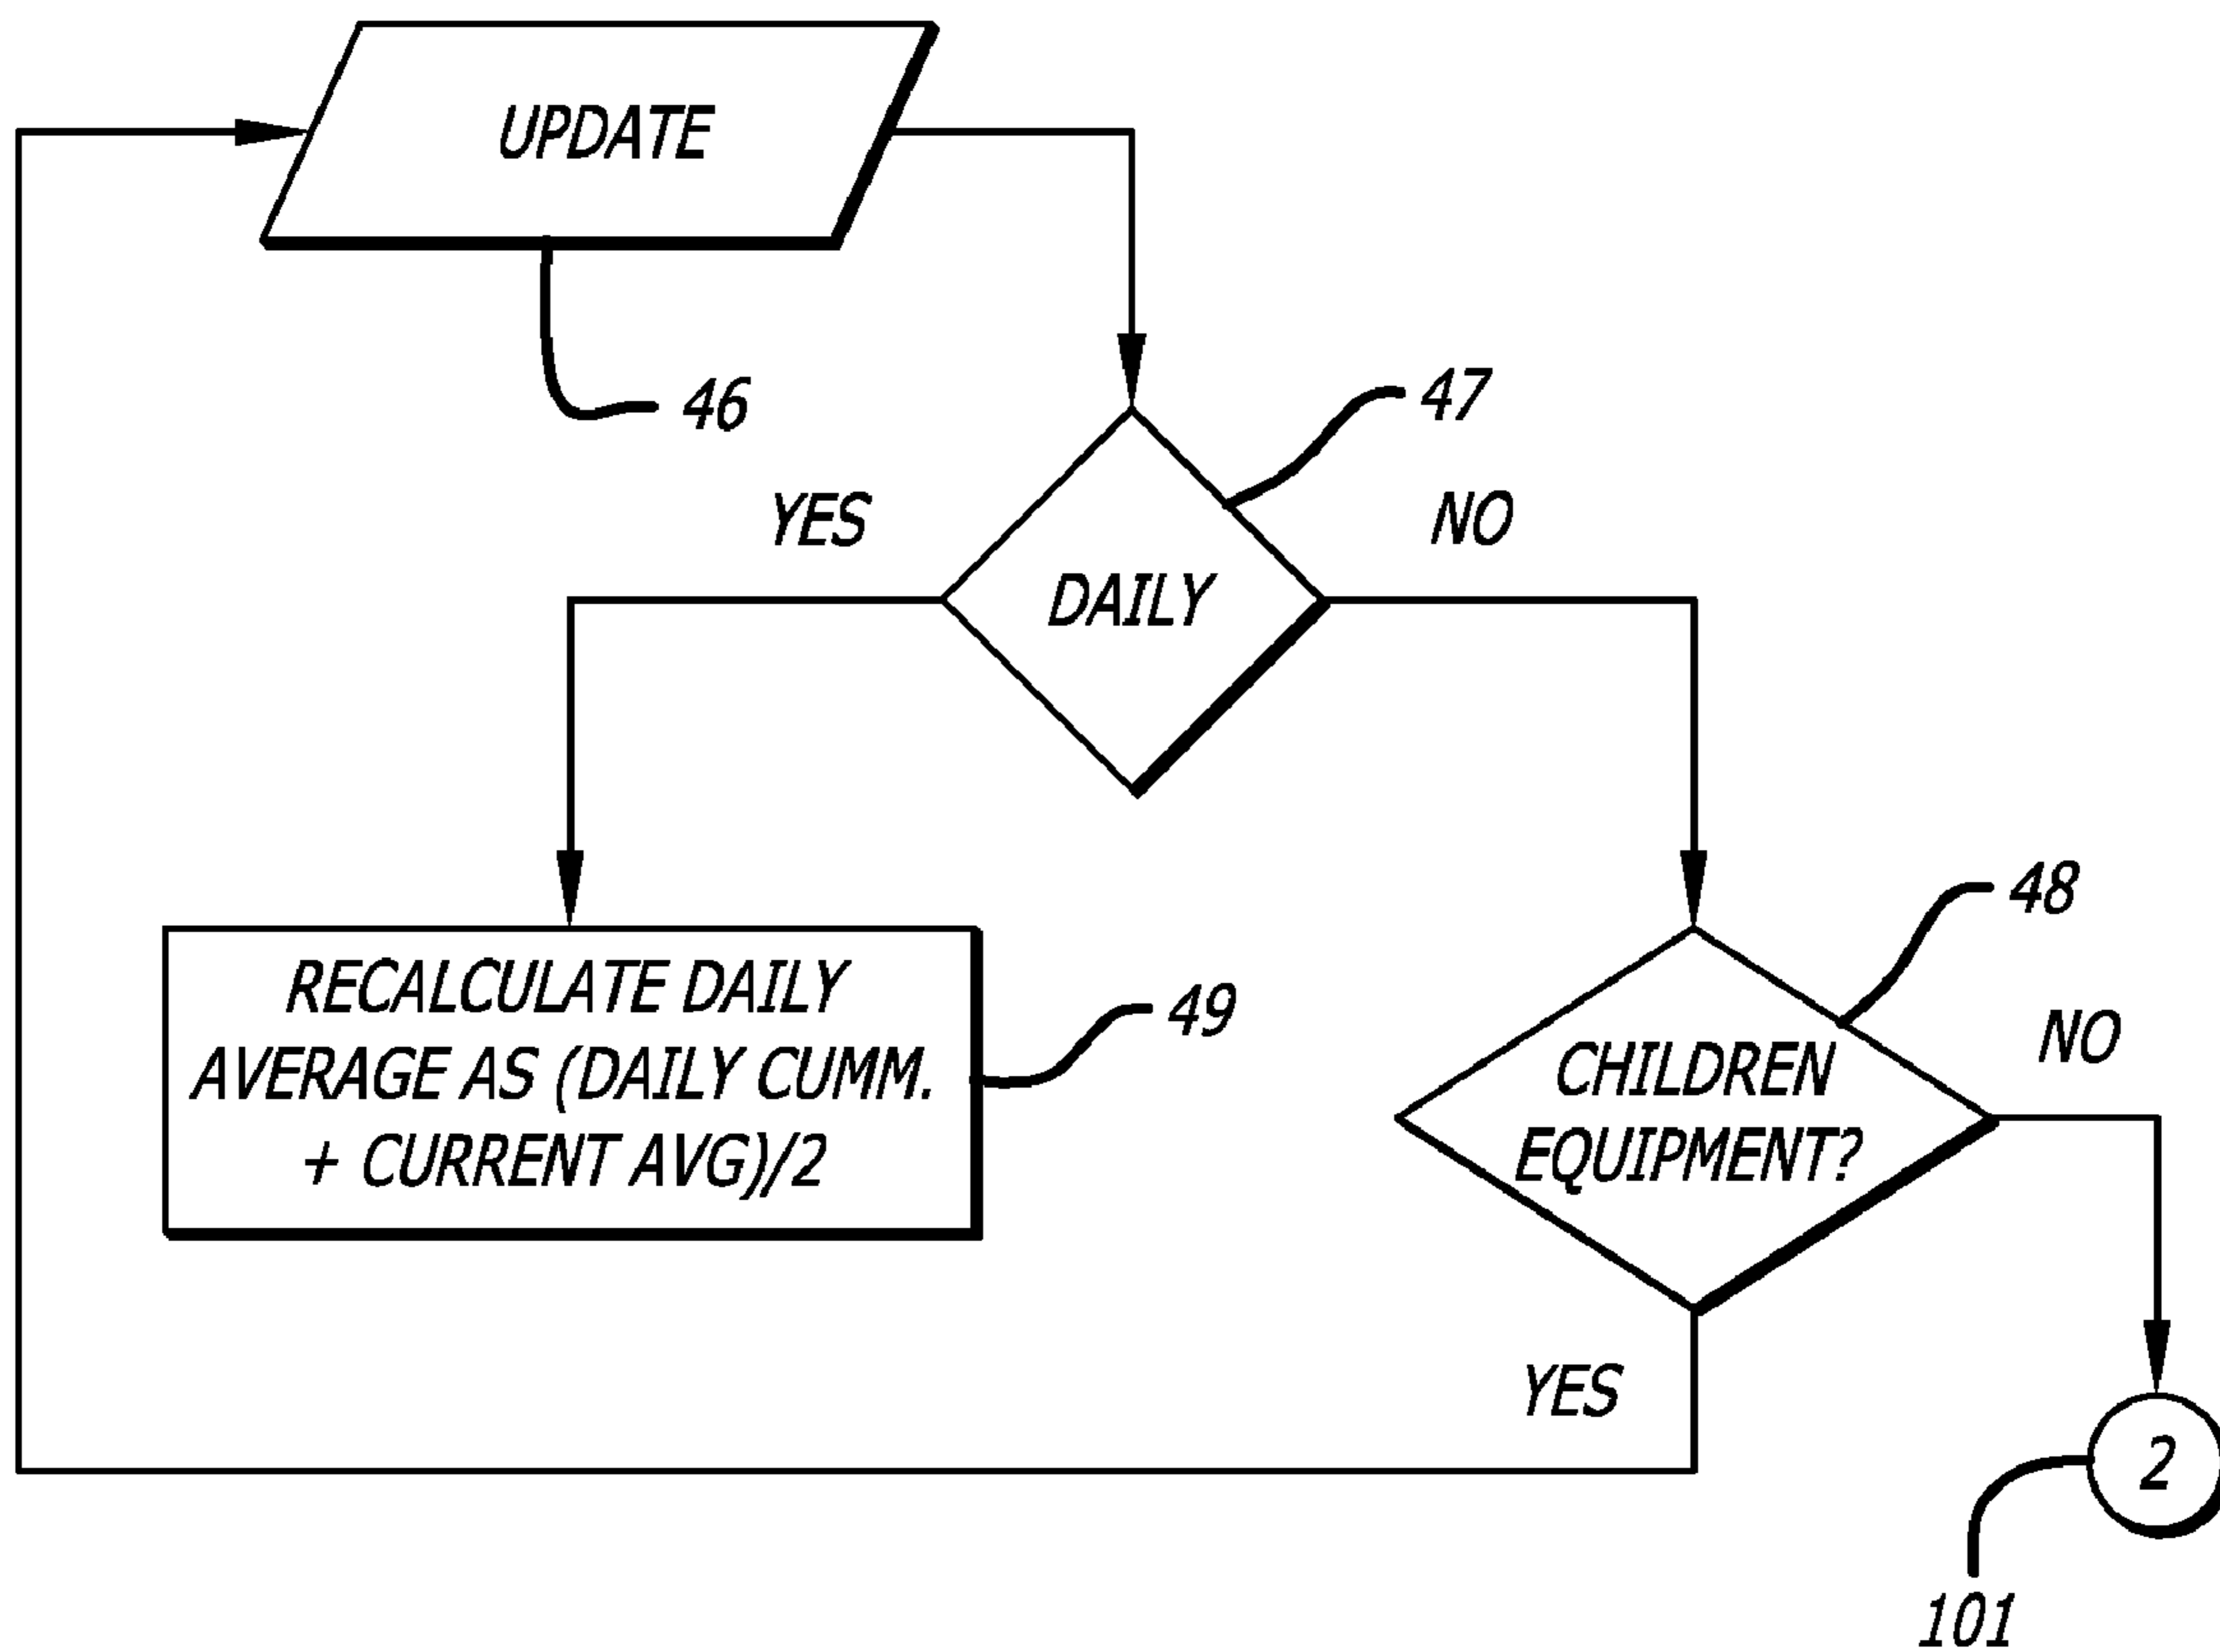 UPDATE
46
47
YES
NO
DAILY
48
RECALCULATE DAILY
AVERAGE AS (DAILY CUMM.
+ CURRENT AVG)/2
49
NO
CHILDREN
EQUIPMENT?
YES
2
101